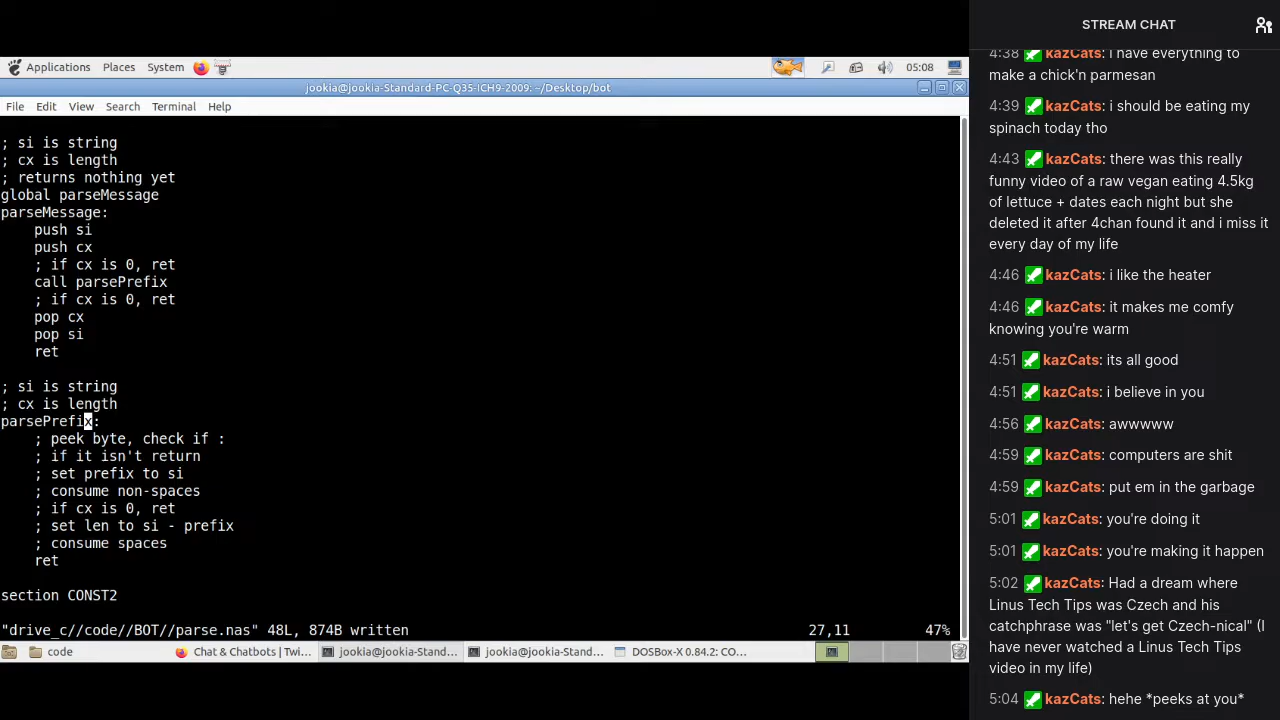 Applications Places System 05:08
jookia@jookia-Standard-PC-Q35-ICH9-2009: ~/Desktop/bot
File Edit View Search Terminal Help
; si is string
; cx is length
; returns nothing yet
global parseMessage
parseMessage:
push si
push cx
; if cx is 0, ret
call parsePrefix
; if cx is 0, ret
pop cx
pop si
ret
; si is string
; cx is length
parsePrefix:
; peek byte, check if :
; if it isn't return
; set prefix to si
; consume non-spaces
; if cx is 0, ret
; set len to si - prefix
; consume spaces
ret
section CONST2
"drive_c//code//BOT//parse.nas" 48L, 874B written 27,11 47%
code Chat & Chatbots | Twi... jookia@jookia-Stand... jookia@jookia-Stand... DOSBox-X 0.84.2: CO...
STREAM CHAT
4:38 kazCats: i have everything to
make a chick'n parmesan
4:39 kazCats: i should be eating my
spinach today tho
4:43 kazCats: there was this really
funny video of a raw vegan eating 4.5kg
of lettuce + dates each night but she
deleted it after 4chan found it and i miss it
every day of my life
4:46 kazCats: i like the heater
4:46 kazCats: it makes me comfy
knowing you're warm
4:51 kazCats: its all good
4:51 kazCats: i believe in you
4:56 kazCats: awwwww
4:59 kazCats: computers are shit
4:59 kazCats: put em in the garbage
5:01 kazCats: you're doing it
5:01 kazCats: you're making it happen
5:02 kazCats: Had a dream where
Linus Tech Tips was Czech and his
catchphrase was "let's get Czech-nical" (I
have never watched a Linus Tech Tips
video in my life)
5:04 kazCats: hehe *peeks at you*